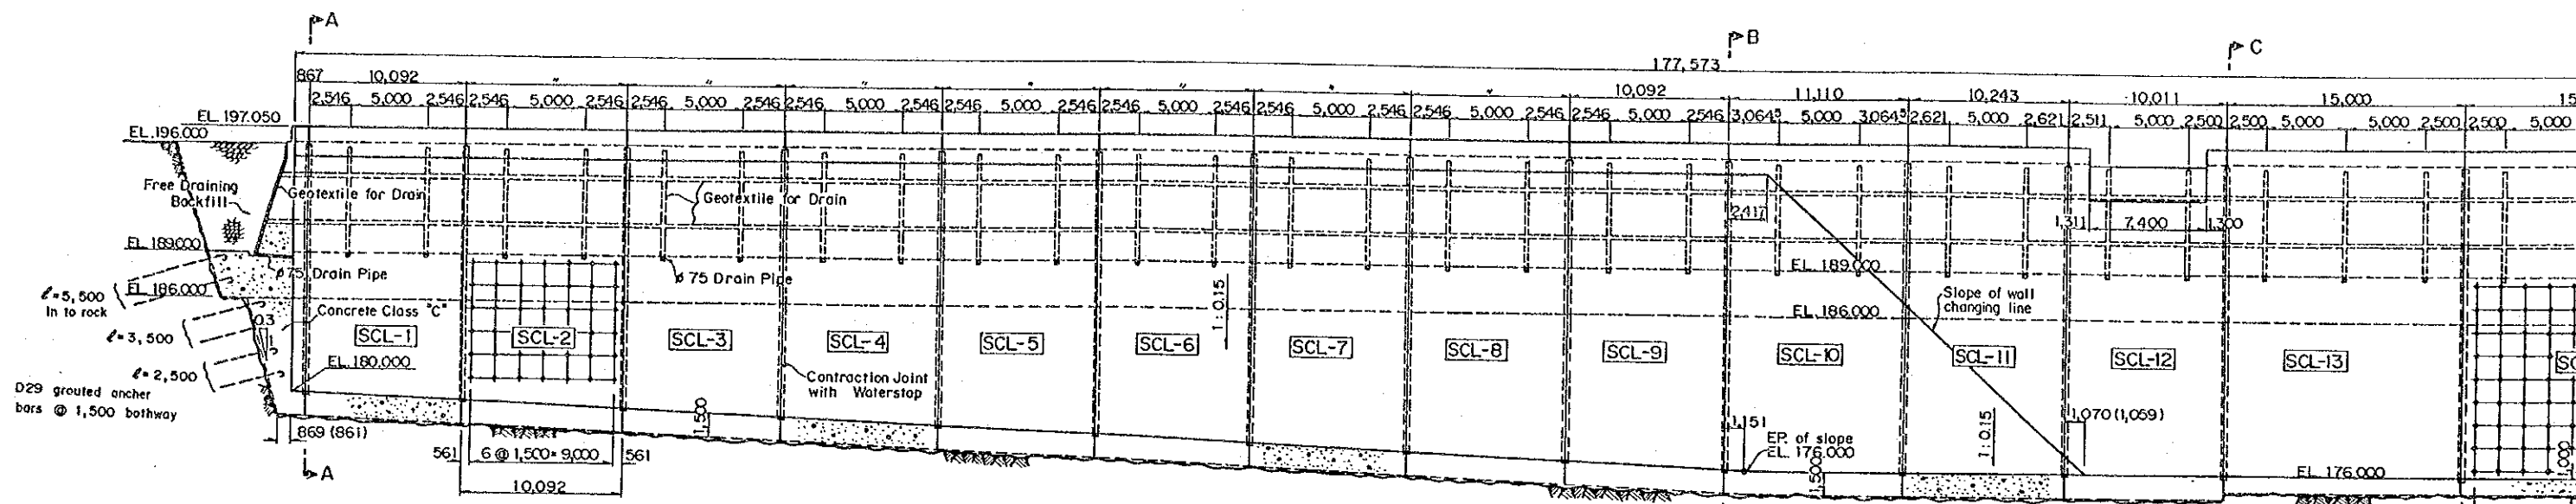 A
B
C
177,573
867 10,092 " " " " " " " 10,092 11,110 10,243 10,011 15,000
2,546 5,000 2,546 2,546 5,000 2,546 2,546 5,000 2,546 2,546 5,000 2,546 2,546 5,000 2,546 2,546 5,000 2,546 2,546 5,000 2,546 2,546 5,000 2,546 2,546 5,000 2,546 3,064⁵ 5,000 3,064⁵ 2,621 5,000 2,621 2,511 5,000 2,500 2,500 5,000 5,000 2,500 2,500 5,000
EL. 197.050
EL. 196.000
Free Draining
Backfill
Geotextile for Drain
Geotextile for Drain
2,417
1,311 7,400 1,300
EL. 189.000
ø 75 Drain Pipe
ø 75 Drain Pipe
EL. 189.000
ℓ=5,500
In to rock
EL. 186.000
1 : 0.15
EL. 186.000
Slope of wall
changing line
Concrete Class "C"
0.3
1
ℓ=3,500
SCL-1
SCL-2
SCL-3
SCL-4
SCL-5
SCL-6
SCL-7
SCL-8
SCL-9
SCL-10
SCL-11
SCL-12
SCL-13
ℓ=2,500
EL.180.000
Contraction Joint
with Waterstop
D29 grouted ancher
bars @ 1,500 bothway
1,500
1,151
EP. of slope
EL. 176.000
1,500
1 : 0.15
1,070 (1,059)
EL 176.000
1,000
869 (861)
561 6 @ 1,500=9,000 561
A
10,092